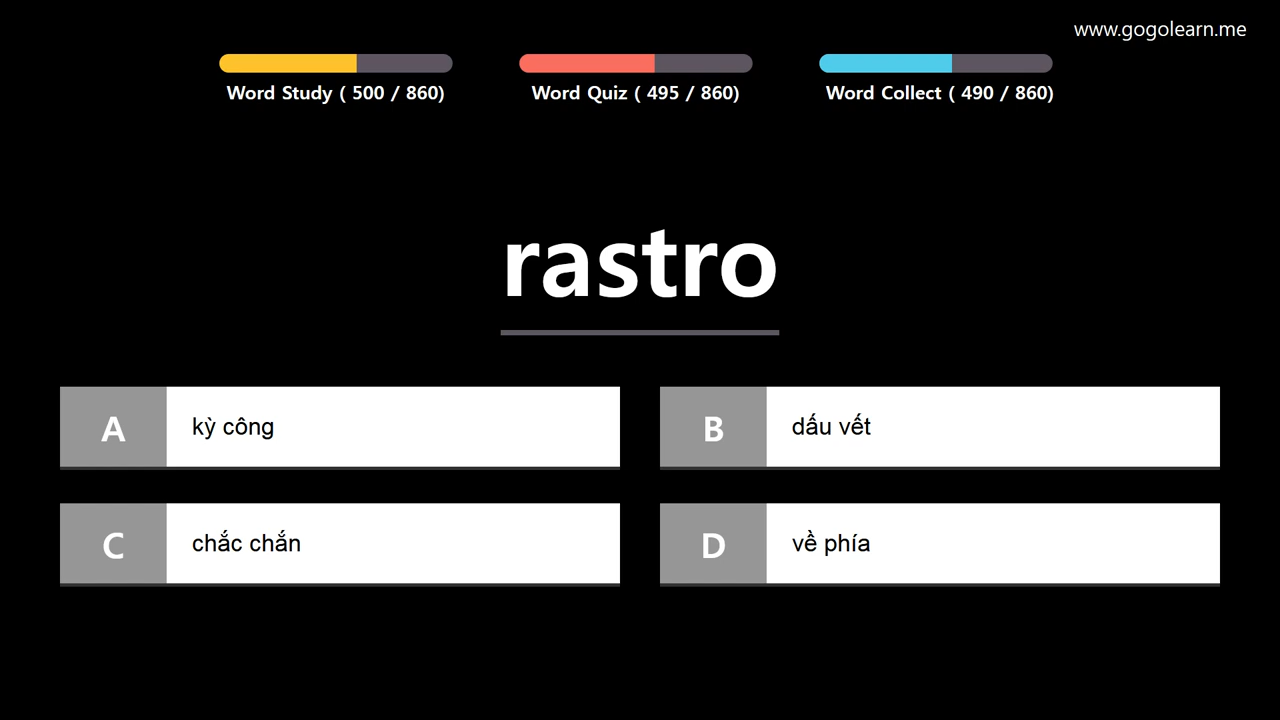 www.gogolearn.me
Word Study ( 500 / 860)
Word Quiz ( 495 / 860)
Word Collect ( 490 / 860)
rastro
A kỳ công
B dấu vết
C chắc chắn
D về phía